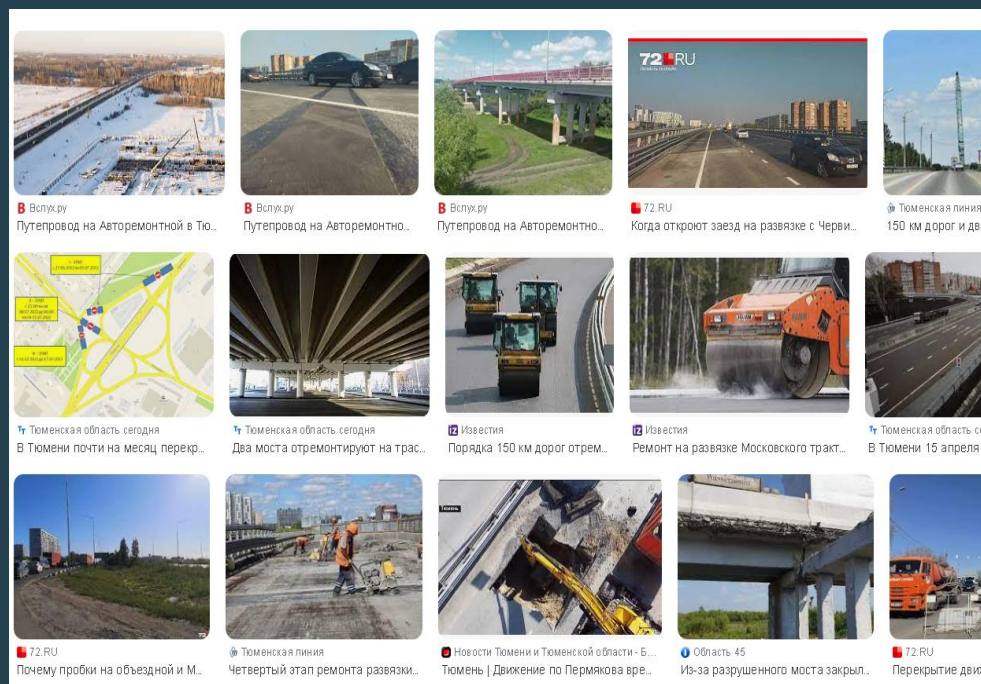 72.RU
Вслух.ру
Вслух.ру
Вслух.ру
72.RU
Тюменская линия
Путепровод на Авторемонтной в Тю...
Путепровод на Авторемонтно...
Путепровод на Авторемонтно...
Когда откроют заезд на развязке с Черви...
150 км дорог и дв
Тюменская область сегодня
Тюменская область сегодня
Известия
Известия
Тюменская область се
В Тюмени почти на месяц перекр...
Два моста отремонтируют на трас...
Порядка 150 км дорог отрем...
Ремонт на развязке Московского тракт...
В Тюмени 15 апреля
Тюмень
72
72.RU
Тюменская линия
Новости Тюмени и Тюменской области - Б...
Область 45
72.RU
Почему пробки на объездной и М...
Четвертый этап ремонта развязки...
Тюмень | Движение по Пермякова вре...
Из-за разрушенного моста закрыл...
Перекрытие движ